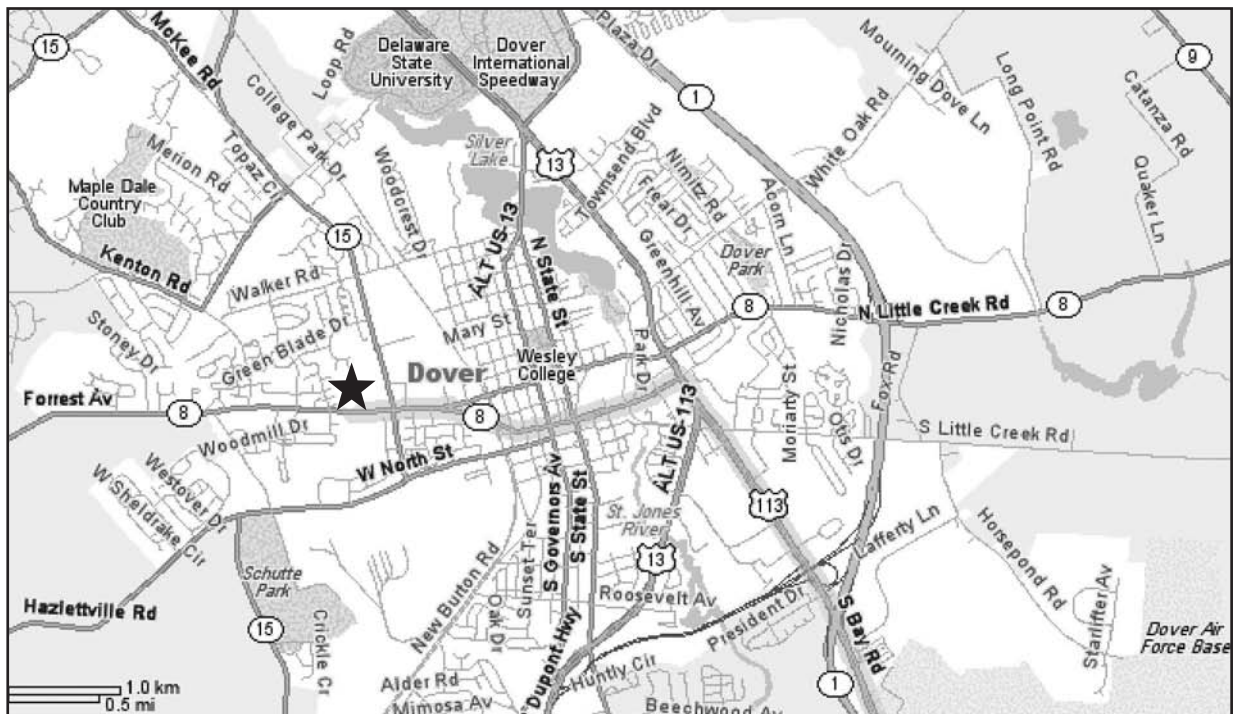 15
McKee Rd
Loop Rd
Delaware
State
University
Dover
International
Speedway
Plaza Dr
1
Mourning Dove Ln
Long Point Rd
9
Catanza Rd
Quaker Ln
College Park Dr
Topaz Cr
Merion Rd
Maple Dale
Country
Club
Kenton Rd
Woodcrest Dr
Silver
Lake
13
Townsend Blvd
Nimitz Rd
Frear Dr
Acorn Ln
White Oak Rd
15
Walker Rd
ALT US-13
N State St
Greenhill Av
Dover
Park
Nicholas Dr
8
8
N Little Creek Rd
8
Stoney Dr
Green Blade Dr
Mary St
Wesley
College
Park Dr
Dover
Forrest Av
8
8
Woodmill Dr
W North St
ALT US-113
Moriarty St
Otis Dr
Fox Rd
S Little Creek Rd
Westover Dr
W Sheldrake Cir
S Governors Av
S State St
St. Jones
River
113
13
Lafferty Ln
Horsepond Rd
Schutte
Park
Hazlettville Rd
15
Crickle Cr
New Burton Rd
Oak Dr
Sunset Ter
Roosevelt Av
President Dr
S Bay Rd
Starlifter Av
Dover Air
Force Base
Dupont Hwy
Huntly Cir
1
Alder Rd
Mimosa Av
Beechwood Av
1.0 km
0.5 mi